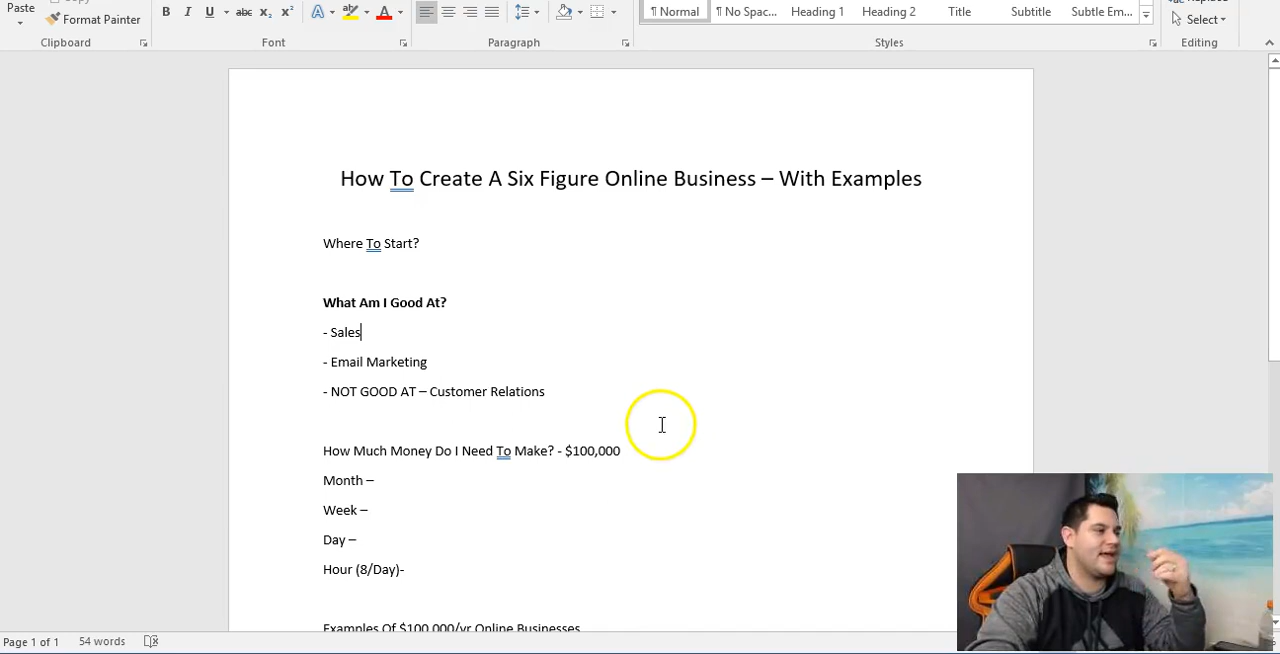 Paste
Format Painter
B I U abc x₂ x² A A
Normal
No Spac...
Heading 1
Heading 2
Title
Subtitle
Subtle Em...
Select
Clipboard
Font
Paragraph
Styles
Editing
How To Create A Six Figure Online Business – With Examples
Where To Start?
What Am I Good At?
- Sales
- Email Marketing
- NOT GOOD AT – Customer Relations
How Much Money Do I Need To Make? - $100,000
Month –
Week –
Day –
Hour (8/Day)-
Examples Of $100,000/yr Online Businesses
Page 1 of 1
54 words